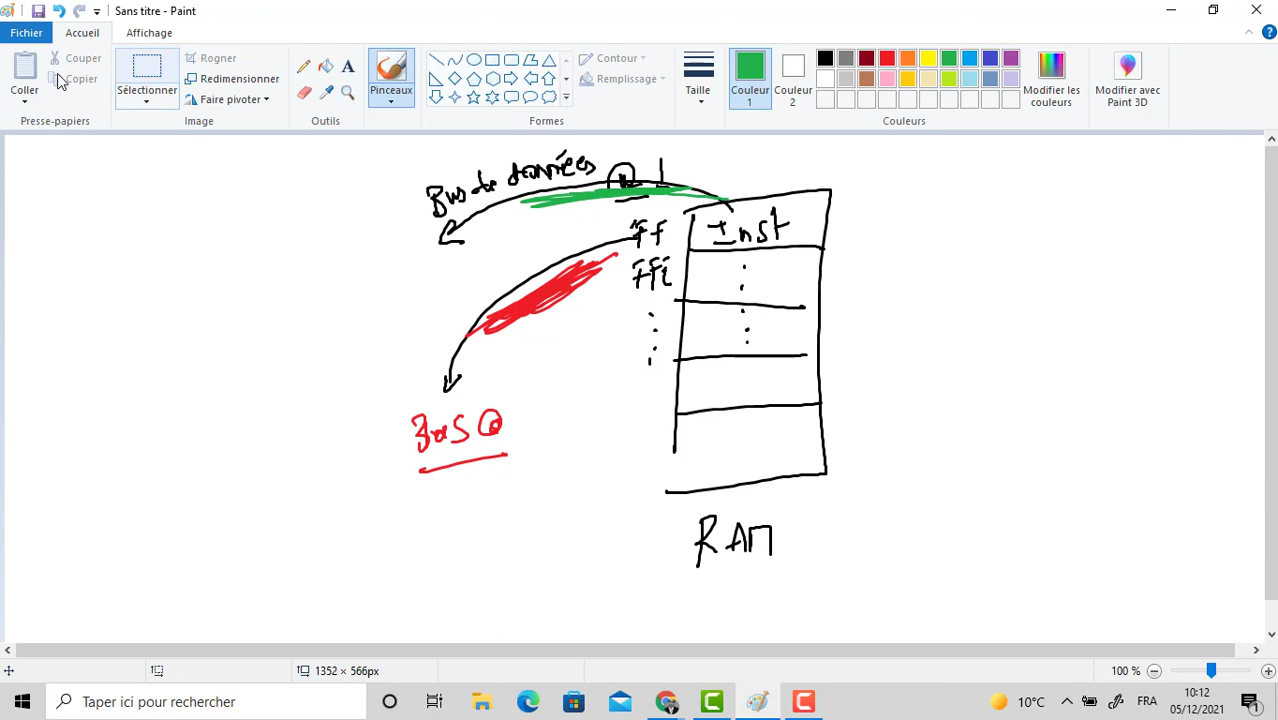 Sans titre - Paint
Fichier Accueil Affichage
Coller
Couper
Copier
Presse-papiers
Sélectionner
Rogner
Redimensionner
Faire pivoter
Image
A
Outils
Pinceaux
Contour
Remplissage
Formes
Taille
Couleur 1
Couleur 2
Modifier les couleurs
Couleurs
Modifier avec Paint 3D
Bus de données
Inst
FF
BUS @
RAM
1352 × 566px
100 %
Taper ici pour rechercher
10°C
FRA
10:12
05/12/2021